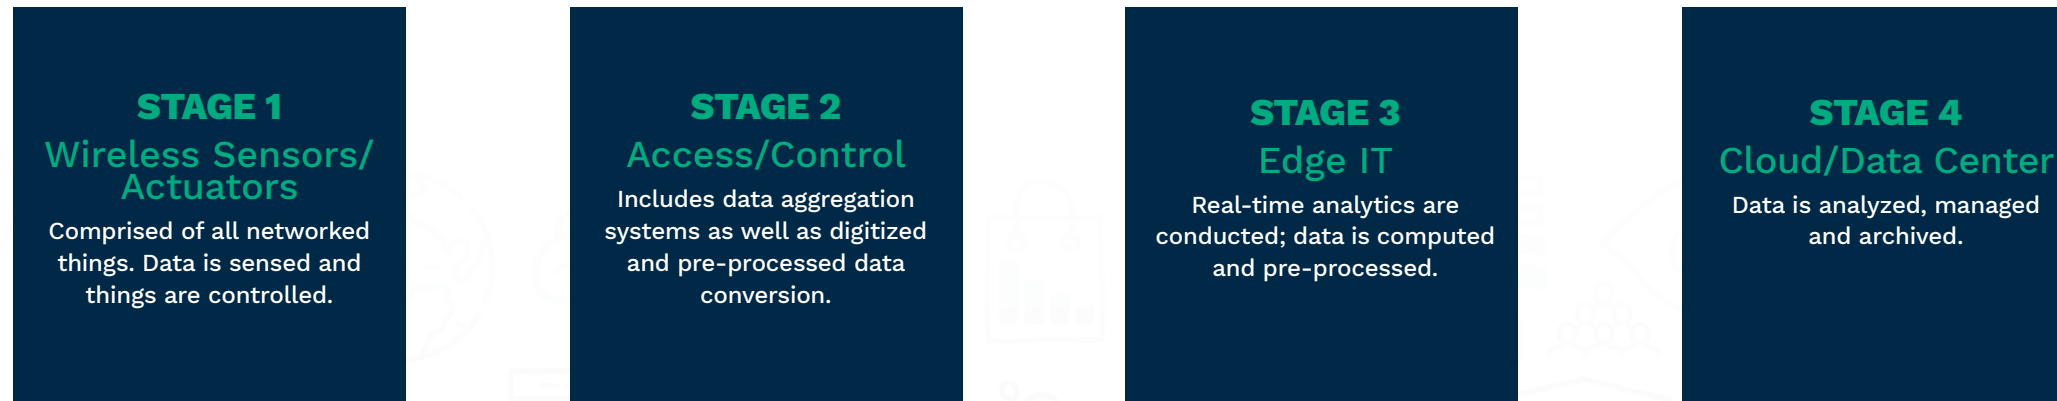 STAGE 1
Wireless Sensors/
Actuators
Comprised of all networked
things. Data is sensed and
things are controlled.
STAGE 2
Access/Control
Includes data aggregation
systems as well as digitized
and pre-processed data
conversion.
STAGE 3
Edge IT
Real-time analytics are
conducted; data is computed
and pre-processed.
STAGE 4
Cloud/Data Center
Data is analyzed, managed
and archived.